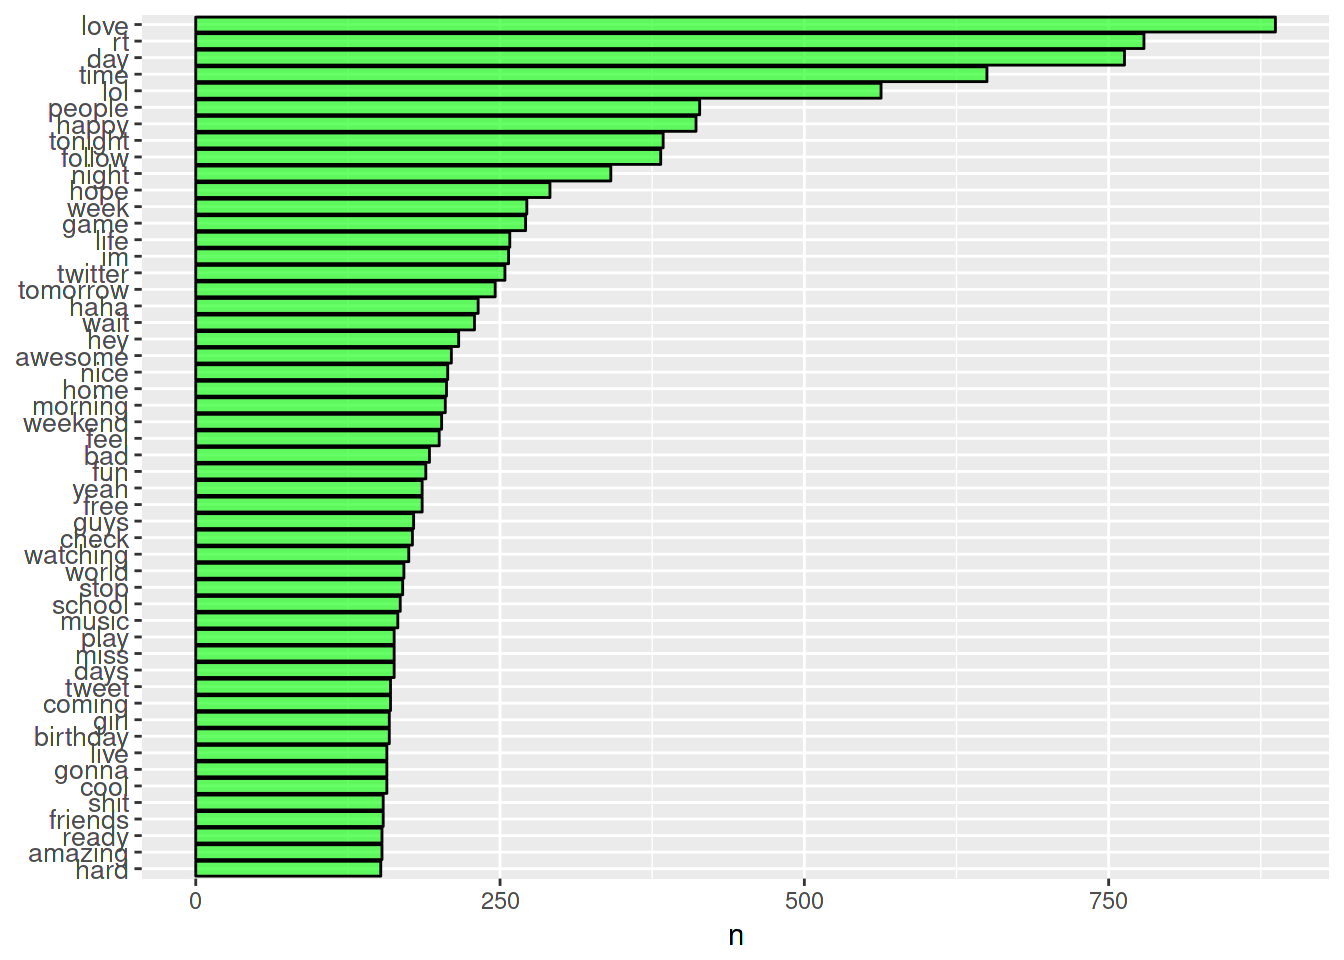 love
rt
day
time
lol
people
happy
tonight
follow
night
hope
week
game
life
im
twitter
tomorrow
haha
wait
hey
awesome
nice
home
morning
weekend
feel
bad
fun
yeah
free
guys
check
watching
world
stop
school
music
play
miss
days
tweet
coming
girl
birthday
live
gonna
cool
shit
friends
ready
amazing
hard
0 250 500 750
n